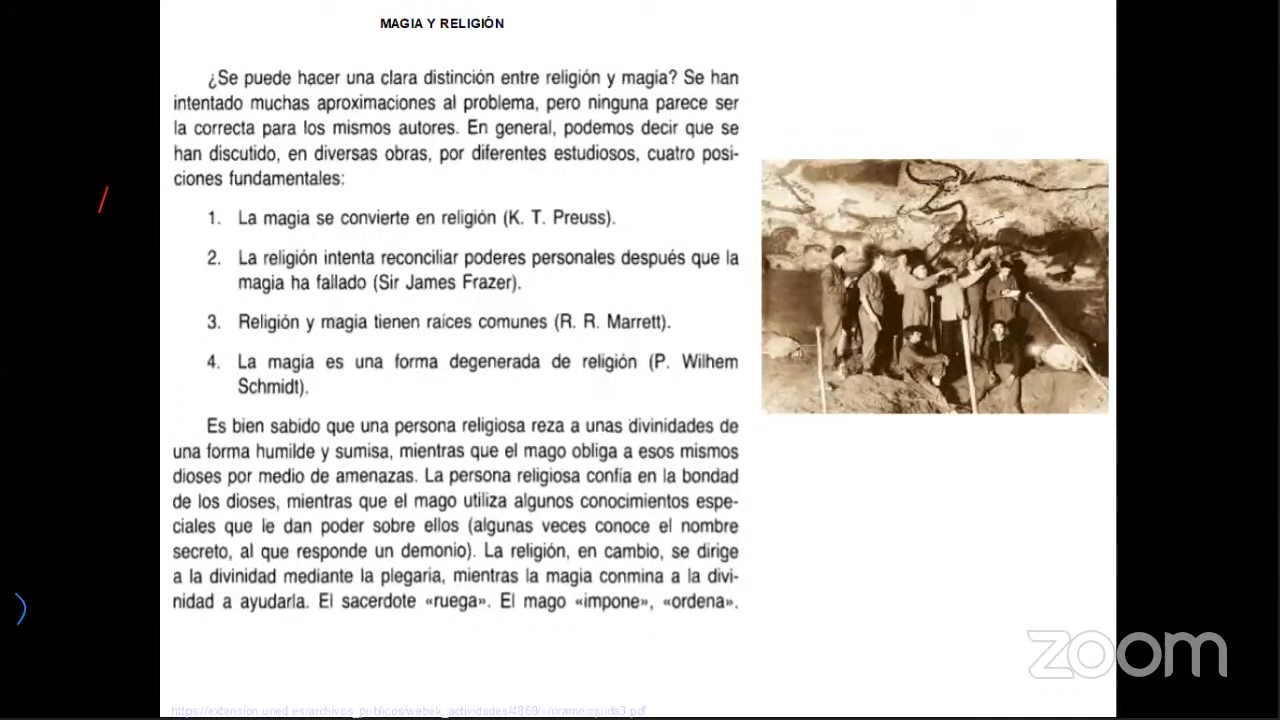 MAGIA Y RELIGIÓN
¿Se puede hacer una clara distinción entre religión y magia? Se han
intentado muchas aproximaciones al problema, pero ninguna parece ser
la correcta para los mismos autores. En general, podemos decir que se
han discutido, en diversas obras, por diferentes estudiosos, cuatro posi-
ciones fundamentales:
1. La magia se convierte en religión (K. T. Preuss).
2. La religión intenta reconciliar poderes personales después que la
magia ha fallado (Sir James Frazer).
3. Religión y magia tienen raíces comunes (R. R. Marrett).
4. La magia es una forma degenerada de religión (P. Wilhem
Schmidt).
Es bien sabido que una persona religiosa reza a unas divinidades de
una forma humilde y sumisa, mientras que el mago obliga a esos mismos
dioses por medio de amenazas. La persona religiosa confía en la bondad
de los dioses, mientras que el mago utiliza algunos conocimientos espe-
ciales que le dan poder sobre ellos (algunas veces conoce el nombre
secreto, al que responde un demonio). La religión, en cambio, se dirige
a la divinidad mediante la plegaria, mientras la magia conmina a la divi-
nidad a ayudarla. El sacerdote «ruega». El mago «impone», «ordena».
zoom